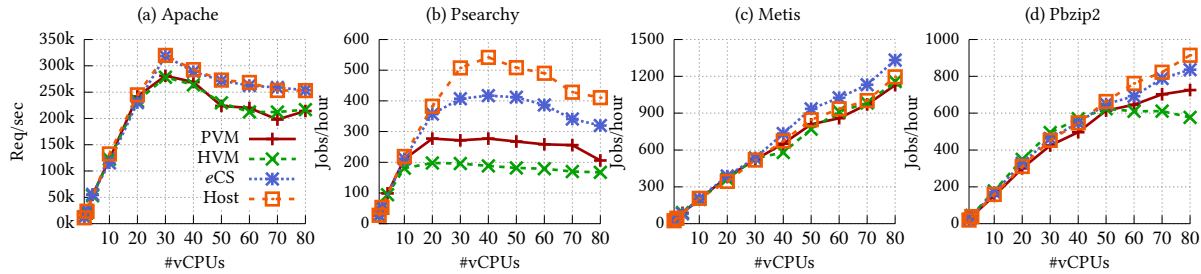 (a) Apache
Req/sec
350k
300k
250k
200k
150k
100k
50k
0k
PVM
HVM
eCS
Host
10 20 30 40 50 60 70 80
#vCPUs
(b) Psearchy
Jobs/hour
600
500
400
300
200
100
0
10 20 30 40 50 60 70 80
#vCPUs
(c) Metis
Jobs/hour
1500
1200
900
600
300
0
10 20 30 40 50 60 70 80
#vCPUs
(d) Pbzip2
Jobs/hour
1000
800
600
400
200
0
10 20 30 40 50 60 70 80
#vCPUs